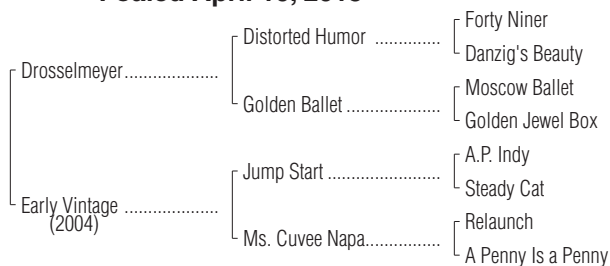 Foaled April 10, 2013
Forty Niner
Distorted Humor ..............
Danzig's Beauty
Drosselmeyer....................
Moscow Ballet
Golden Ballet ....................
Golden Jewel Box
A.P. Indy
Jump Start ........................
Steady Cat
Early Vintage ....................
(2004)
Relaunch
Ms. Cuvee Napa................
A Penny Is a Penny